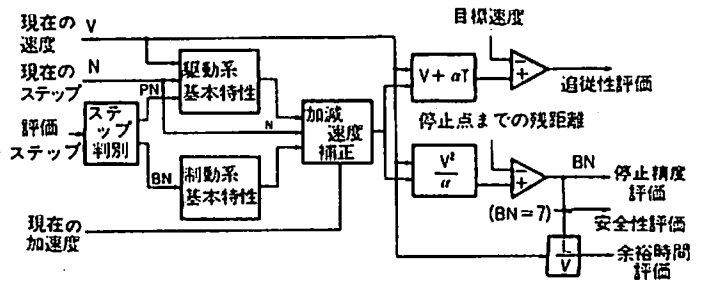 現在の
速度
V
目標速度
現在の
ステップ
N
駆動系
基本特性
PN
V + αT
追従性評価
評価
ステップ
ステ
ップ
判別
N
加減
速度
補正
停止点までの残距離
BN
制動系
基本特性
V²
α
BN
停止精度
評価
(BN=7)
安全性評価
現在の
加速度
L
V
余裕時間
評価